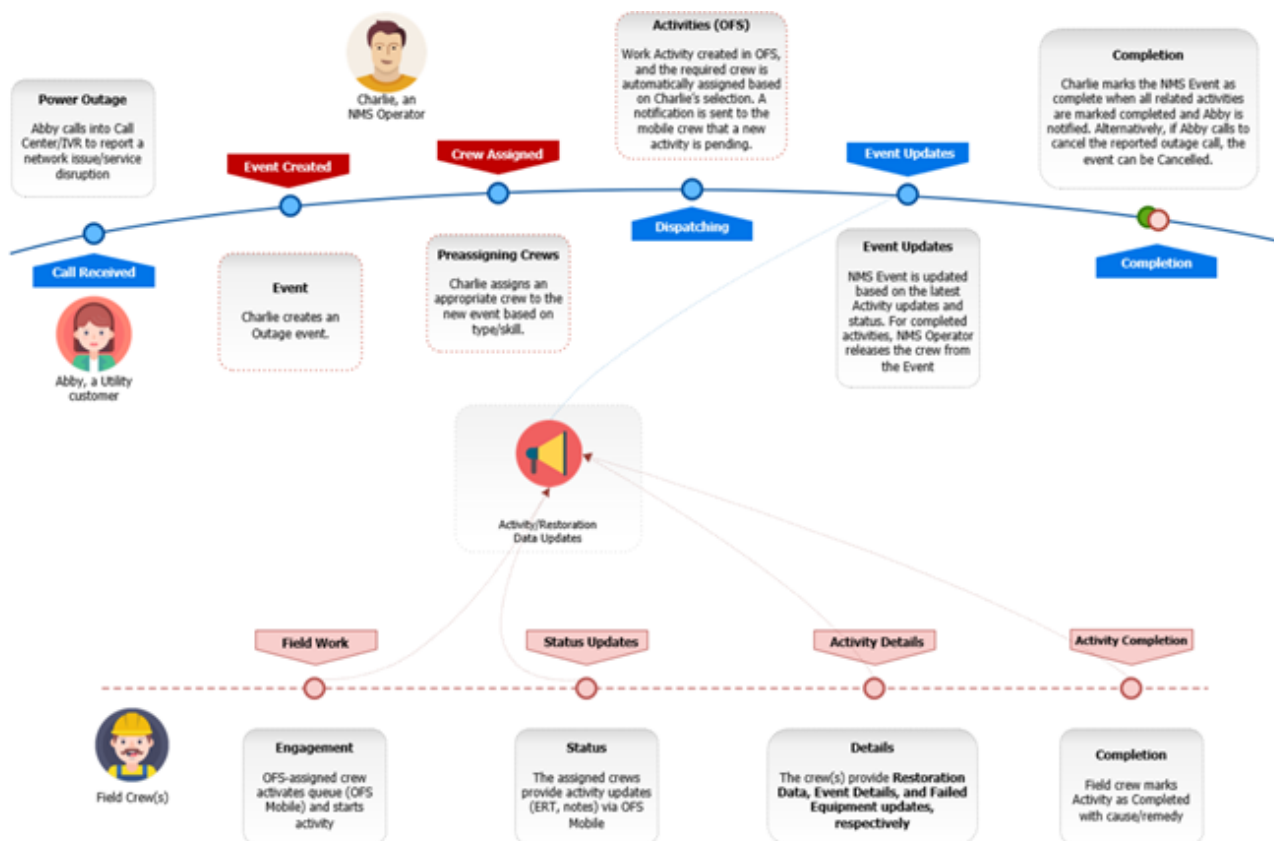 Power Outage
Abby calls into Call
Center/IVR to report a
network issue/service
disruption
Call Received
Abby, a Utility
customer
Event Created
Event
Charlie creates an
Outage event.
Charlie, an
NMS Operator
Crew Assigned
Preassigning Crews
Charlie assigns an
appropriate crew to the
new event based on
type/skill.
Activities (OFS)
Work Activity created in OFS,
and the required crew is
automatically assigned based
on Charlie's selection. A
notification is sent to the
mobile crew that a new
activity is pending.
Dispatching
Event Updates
Event Updates
NMS Event is updated
based on the latest
Activity updates and
status. For completed
activities, NMS Operator
releases the crew from
the Event
Completion
Charlie marks the NMS Event as
complete when all related activities
are marked completed and Abby is
notified. Alternatively, if Abby calls to
cancel the reported outage call, the
event can be Cancelled.
Completion
Activity/Restoration
Data Updates
Field Work
Status Updates
Activity Details
Activity Completion
Field Crew(s)
Engagement
OFS-assigned crew
activates queue (OFS
Mobile) and starts
activity
Status
The assigned crews
provide activity updates
(ERT, notes) via OFS
Mobile
Details
The crew(s) provide Restoration
Data, Event Details, and Failed
Equipment updates,
respectively
Completion
Field crew marks
Activity as Completed
with cause/remedy